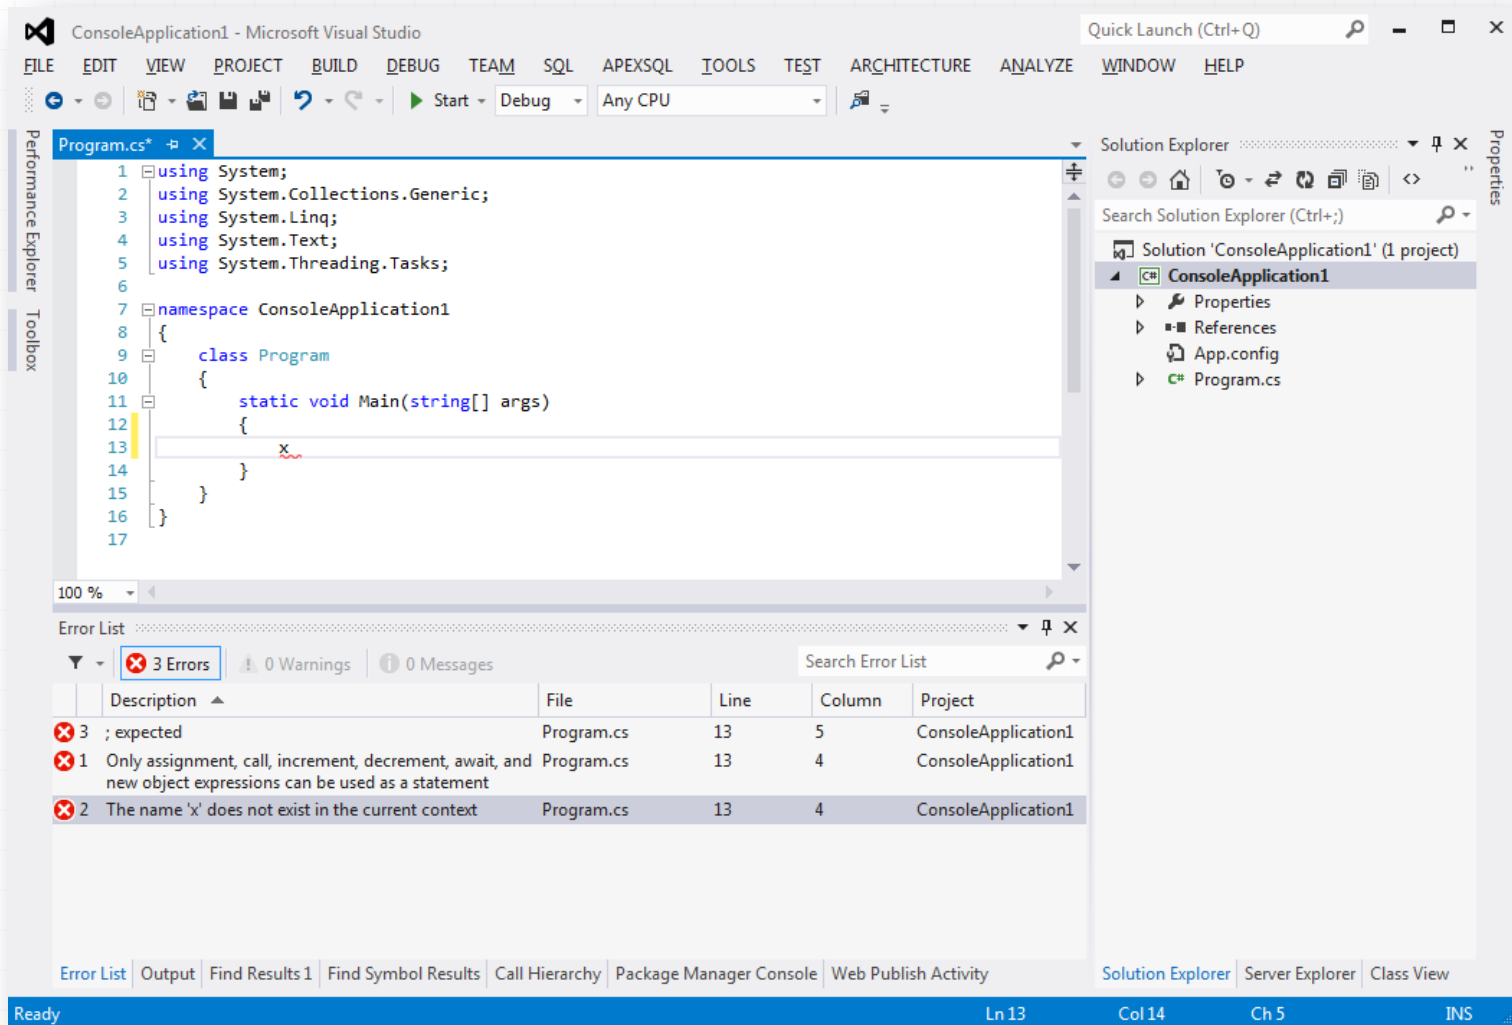 ConsoleApplication1 - Microsoft Visual Studio
Quick Launch (Ctrl+Q)
FILE EDIT VIEW PROJECT BUILD DEBUG TEAM SQL APEXSQL TOOLS TEST ARCHITECTURE ANALYZE WINDOW HELP
Start Debug Any CPU
Performance Explorer
Toolbox
Program.cs*
1 using System;
2 using System.Collections.Generic;
3 using System.Linq;
4 using System.Text;
5 using System.Threading.Tasks;
6
7 namespace ConsoleApplication1
8 {
9 class Program
10 {
11 static void Main(string[] args)
12 {
13 x
14 }
15 }
16 }
17
100 %
Solution Explorer
Search Solution Explorer (Ctrl+;)
Solution 'ConsoleApplication1' (1 project)
C# ConsoleApplication1
Properties
References
App.config
C# Program.cs
Properties
Error List
3 Errors 0 Warnings 0 Messages
Search Error List
Description File Line Column Project
3 ; expected Program.cs 13 5 ConsoleApplication1
1 Only assignment, call, increment, decrement, await, and Program.cs 13 4 ConsoleApplication1
new object expressions can be used as a statement
2 The name 'x' does not exist in the current context Program.cs 13 4 ConsoleApplication1
Error List Output Find Results 1 Find Symbol Results Call Hierarchy Package Manager Console Web Publish Activity
Solution Explorer Server Explorer Class View
Ready Ln 13 Col 14 Ch 5 INS